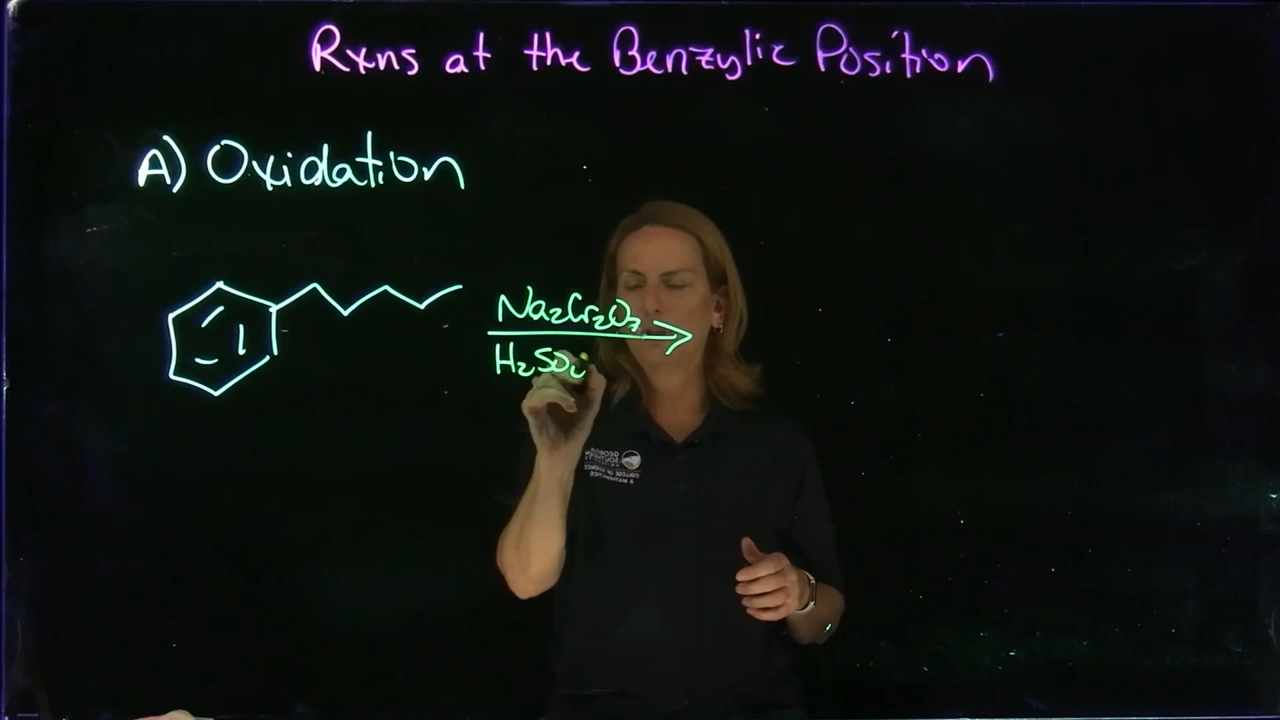 Rxns at the Benzylic Position
A) Oxidation
Na₂Cr₂O₇
H₂SO₄